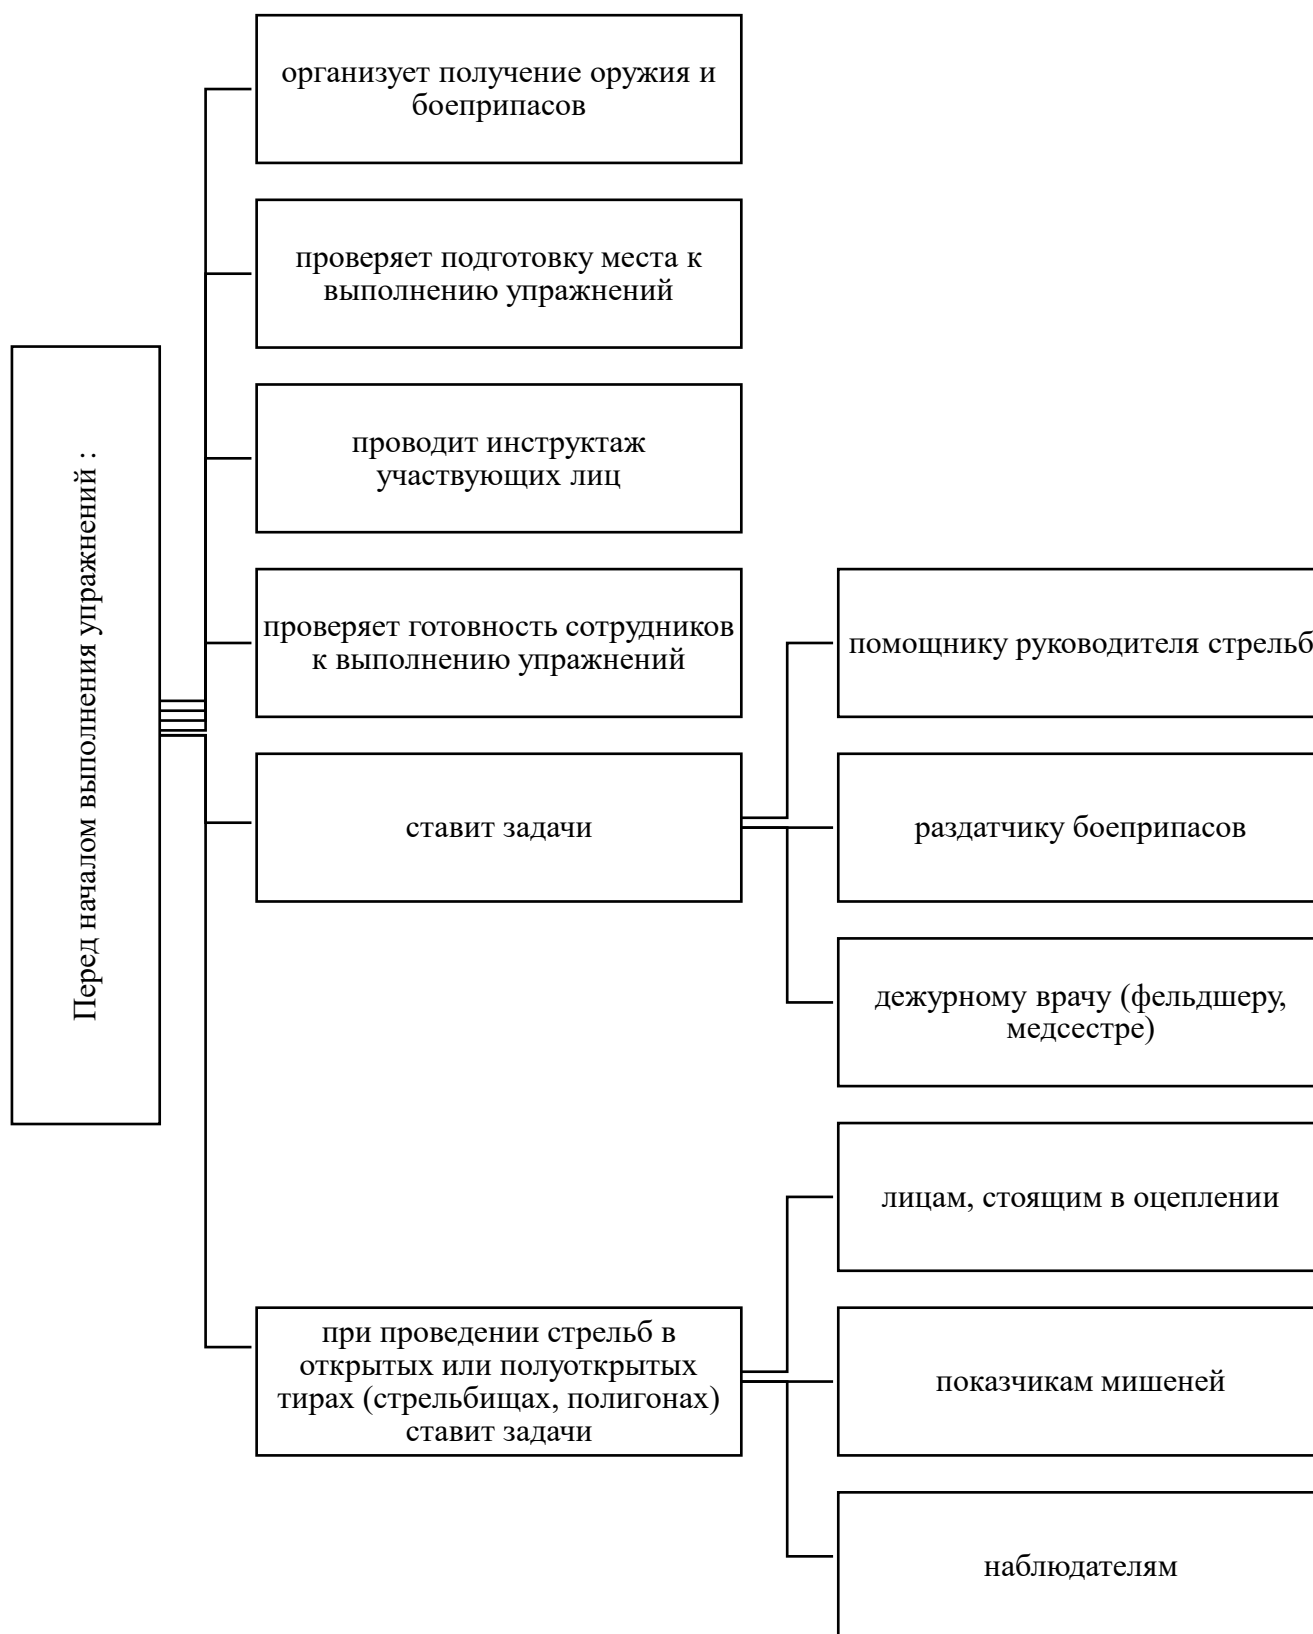 Перед началом выполнения упражнений :
организует получение оружия и
боеприпасов
проверяет подготовку места к
выполнению упражнений
проводит инструктаж
участвующих лиц
проверяет готовность сотрудников
к выполнению упражнений
ставит задачи
помощнику руководителя стрельб
раздатчику боеприпасов
дежурному врачу (фельдшеру,
медсестре)
при проведении стрельб в
открытых или полуоткрытых
тирах (стрельбищах, полигонах)
ставит задачи
лицам, стоящим в оцеплении
показчикам мишеней
наблюдателям